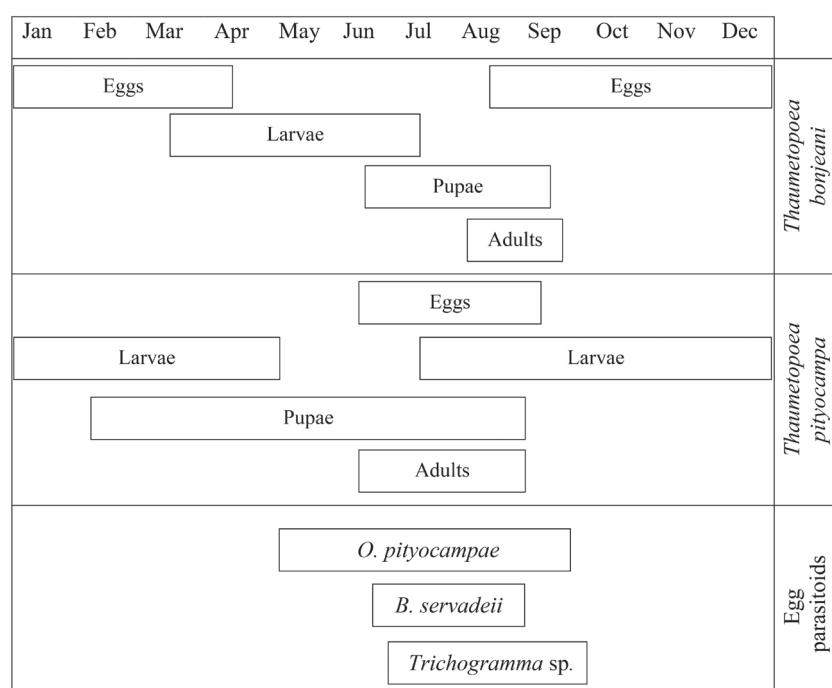 Jan Feb Mar Apr May Jun Jul Aug Sep Oct Nov Dec
Eggs Eggs
Larvae
Pupae
Adults
Thaumetopoea
bonjeani
Eggs
Larvae Larvae
Pupae
Adults
Thaumetopoea
pityocampa
O. pityocampae
B. servadeii
Trichogramma sp.
Egg
parasitoids